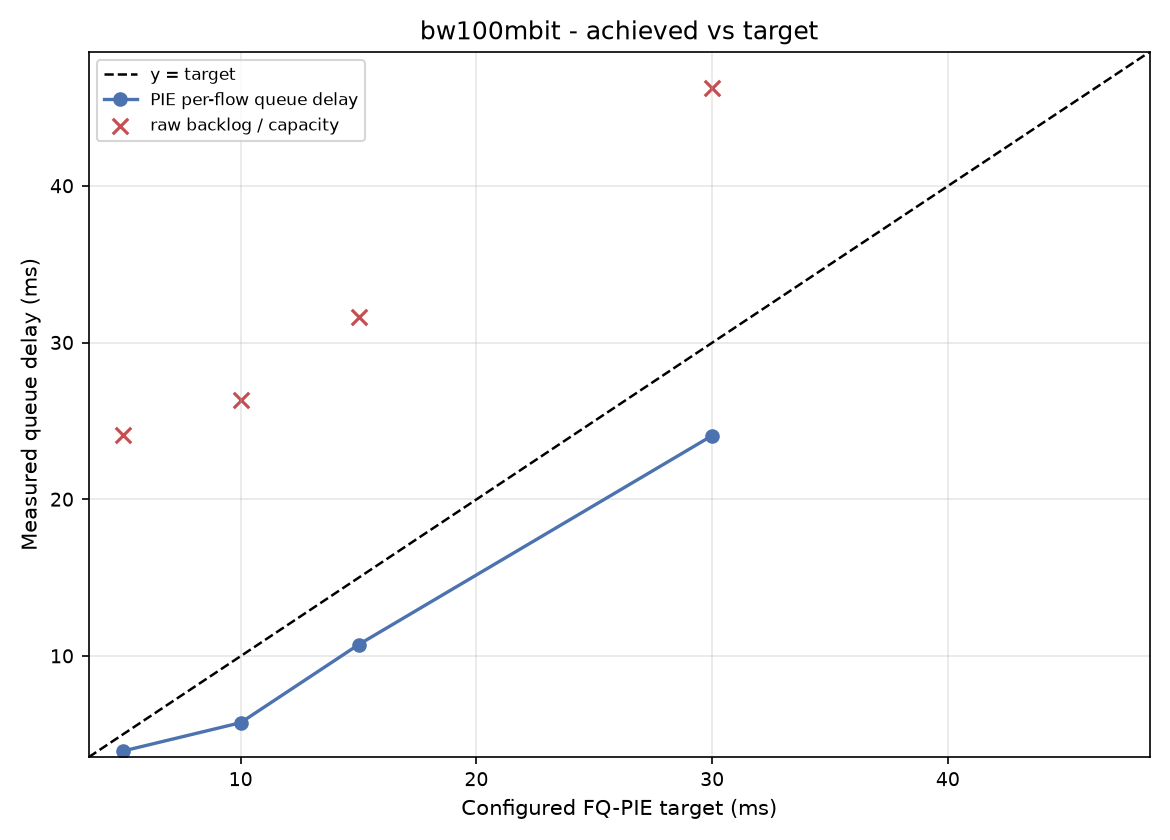 bw100mbit - achieved vs target
y = target
PIE per-flow queue delay
raw backlog / capacity
Measured queue delay (ms)
40
30
20
10
10
20
30
40
Configured FQ-PIE target (ms)